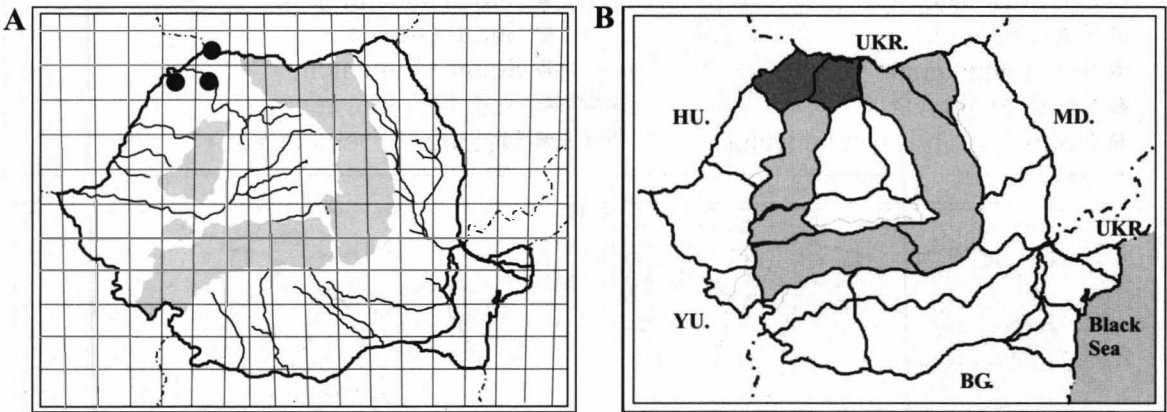 A
B
UKR.
HU.
MD.
UKR.
YU.
Black
Sea
BG.